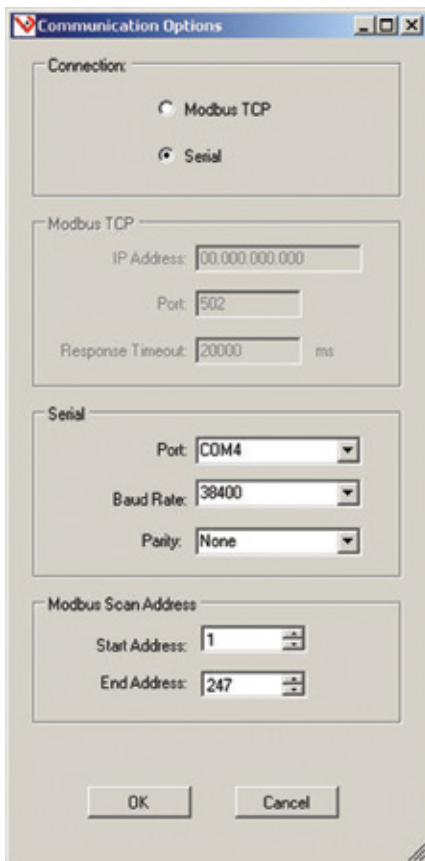 Communication Options
Connection:
Modbus TCP
Serial
Modbus TCP
IP Address: 00.000.000.000
Port: 502
Response Timeout: 20000 ms
Serial
Port: COM4
Baud Rate: 38400
Parity: None
Modbus Scan Address
Start Address: 1
End Address: 247
OK Cancel